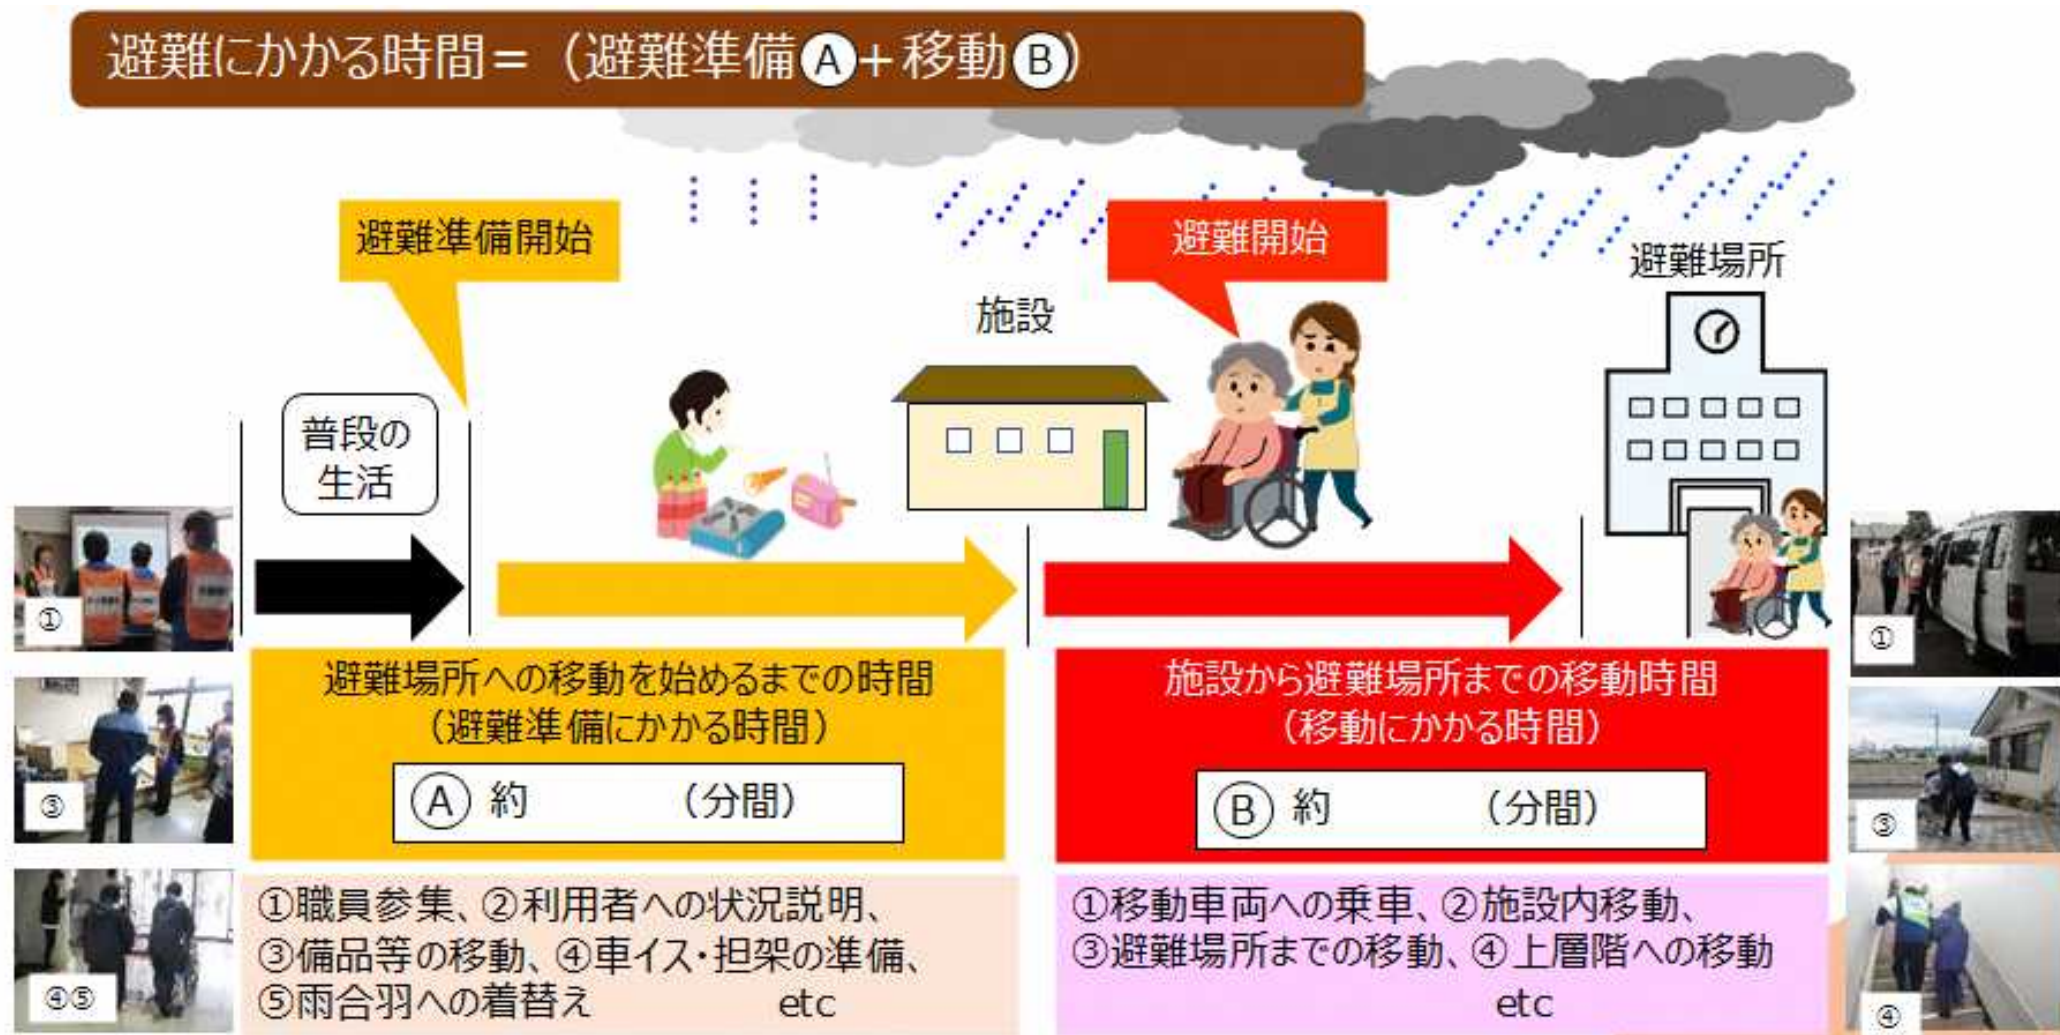 避難にかかる時間＝（避難準備Ⓐ＋移動Ⓑ）
避難準備開始
避難開始
避難場所
施設
普段の
生活
①
③
④⑤
避難場所への移動を始めるまでの時間
（避難準備にかかる時間）
Ⓐ 約　　　　（分間）
①職員参集、②利用者への状況説明、
③備品等の移動、④車イス・担架の準備、
⑤雨合羽への着替え　　　　etc
施設から避難場所までの移動時間
（移動にかかる時間）
Ⓑ 約　　　　（分間）
①移動車両への乗車、②施設内移動、
③避難場所までの移動、④上層階への移動
etc
①
③
④